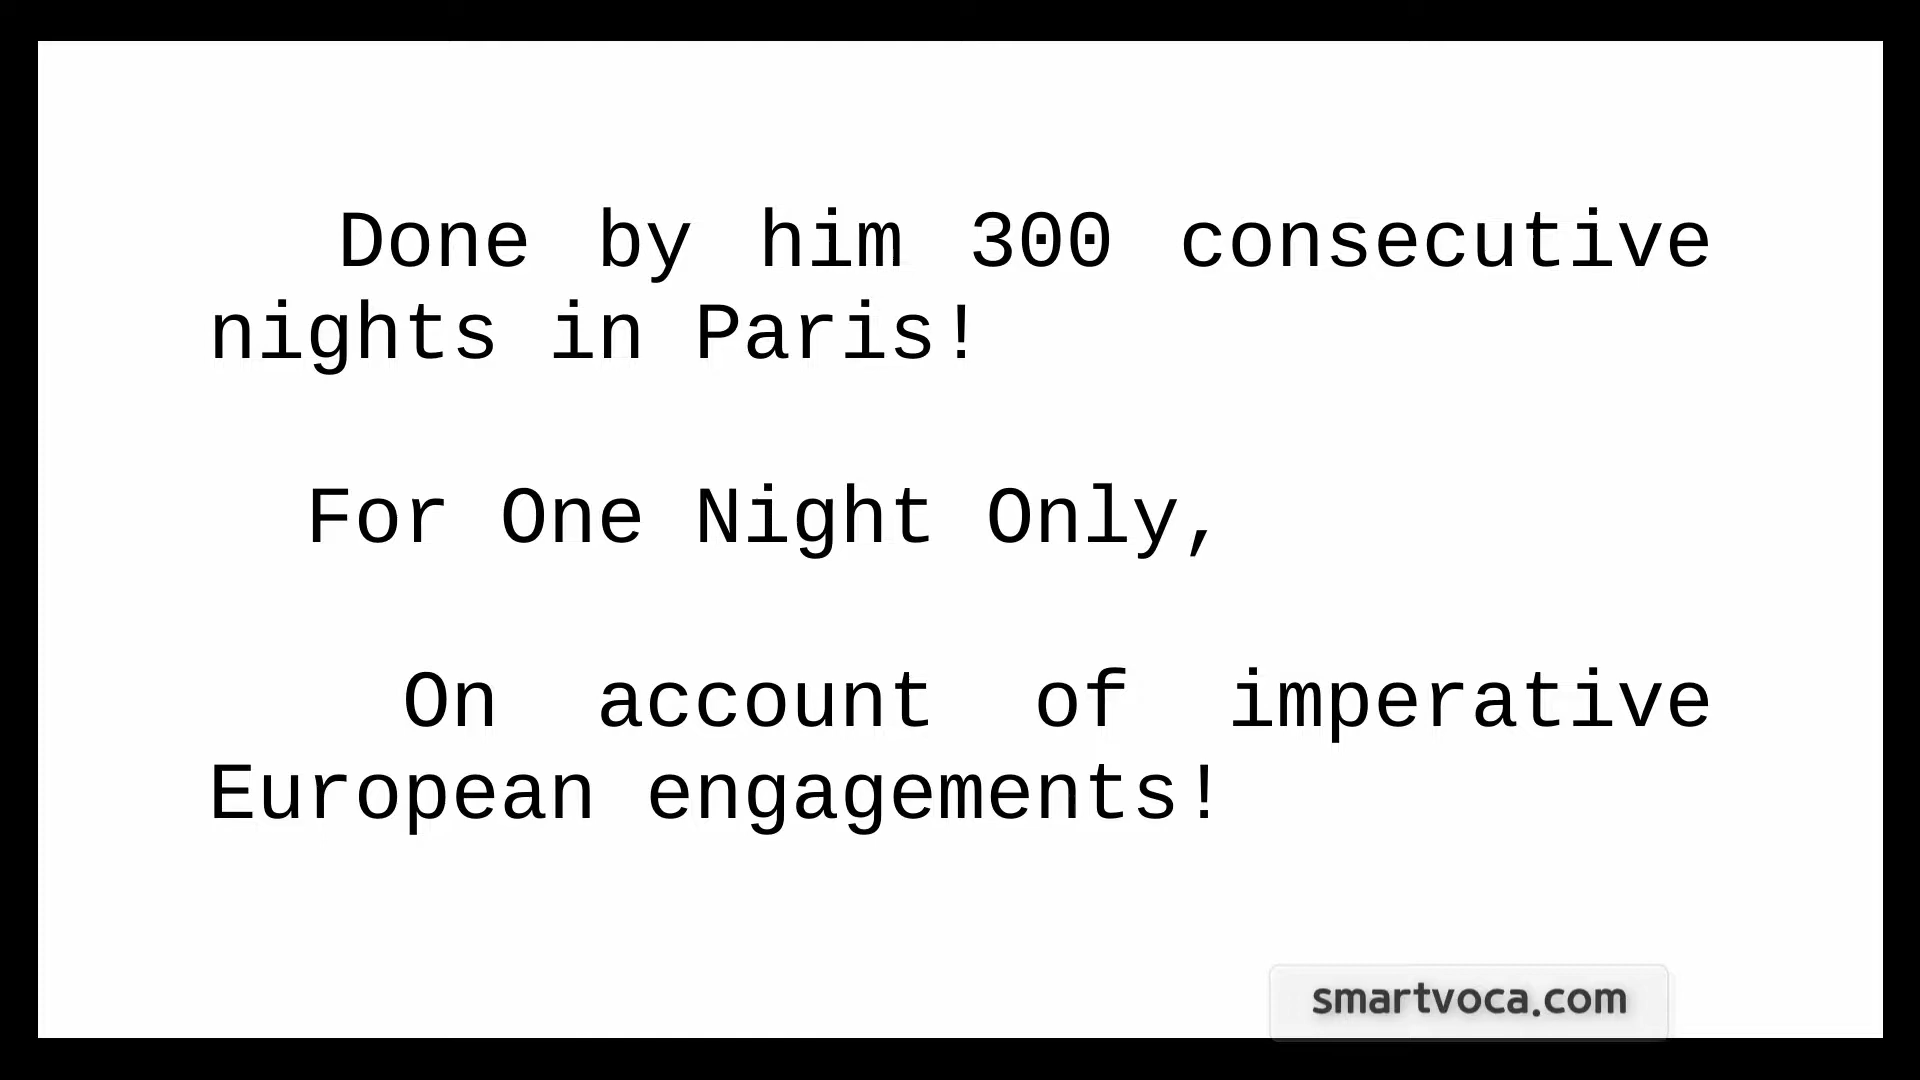 Done by him 300 consecutive
nights in Paris!
For One Night Only,
On account of imperative
European engagements!
smartvoca.com